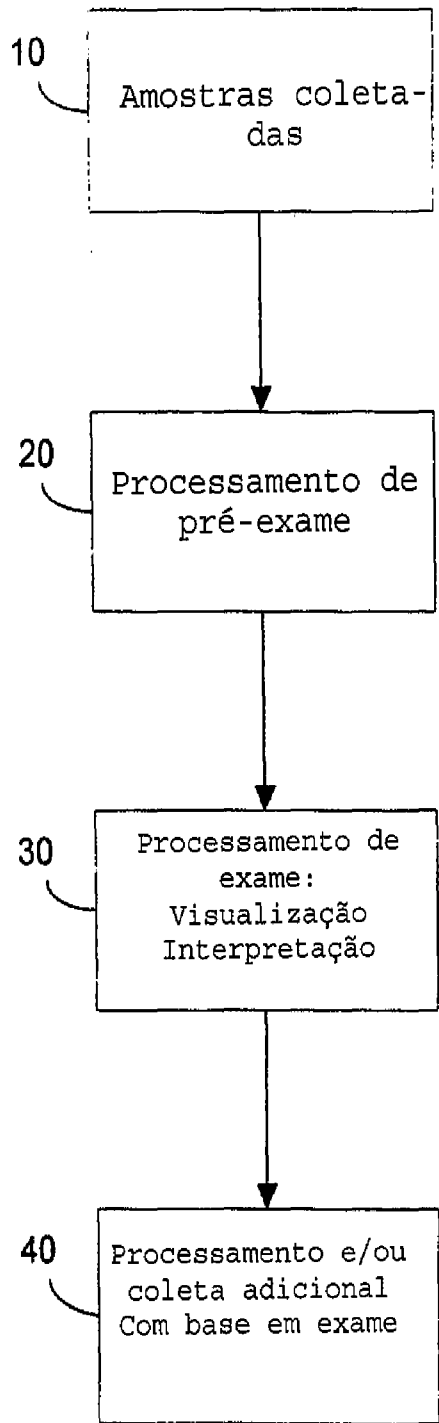 10
Amostras coleta-
das
20
Processamento de
pré-exame
30
Processamento de
exame:
Visualização
Interpretação
40
Processamento e/ou
coleta adicional
Com base em exame